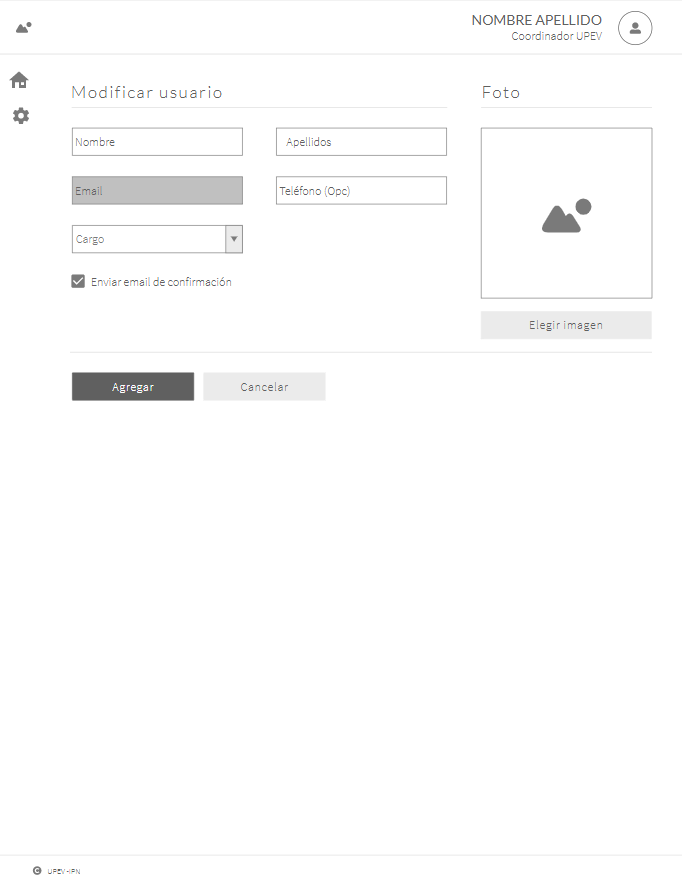 NOMBRE APELLIDO
Coordinador UPEV
Modificar usuario
Foto
Nombre
Apellidos
Email
Teléfono (Opc)
Cargo
Enviar email de confirmación
Elegir imagen
Agregar
Cancelar
UPEV-IPN